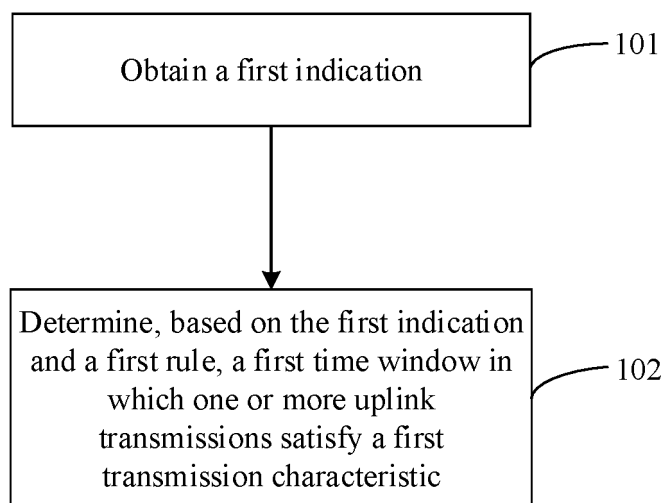 Obtain a first indication
101
Determine, based on the first indication
and a first rule, a first time window in
which one or more uplink
transmissions satisfy a first
transmission characteristic
102